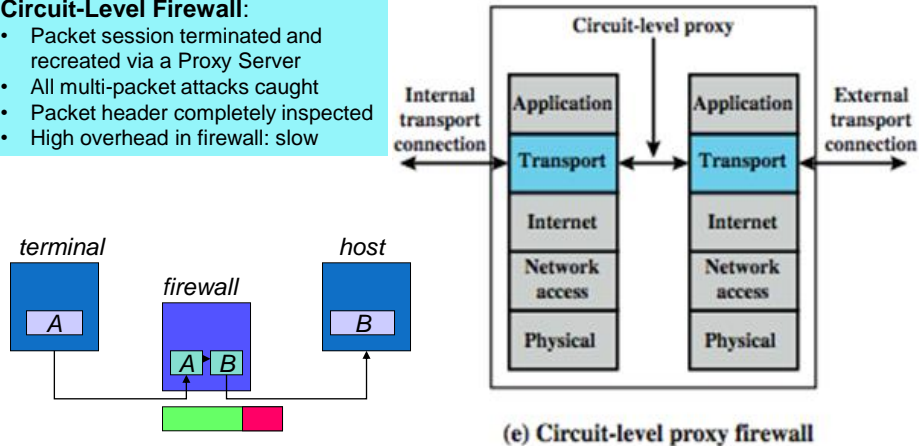 Circuit-Level Firewall:
• Packet session terminated and
recreated via a Proxy Server
• All multi-packet attacks caught
• Packet header completely inspected
• High overhead in firewall: slow
terminal
host
firewall
A
B
A
B
Circuit-level proxy
Internal
transport
connection
Application
Transport
Internet
Network
access
Physical
Application
Transport
Internet
Network
access
Physical
External
transport
connection
(e) Circuit-level proxy firewall